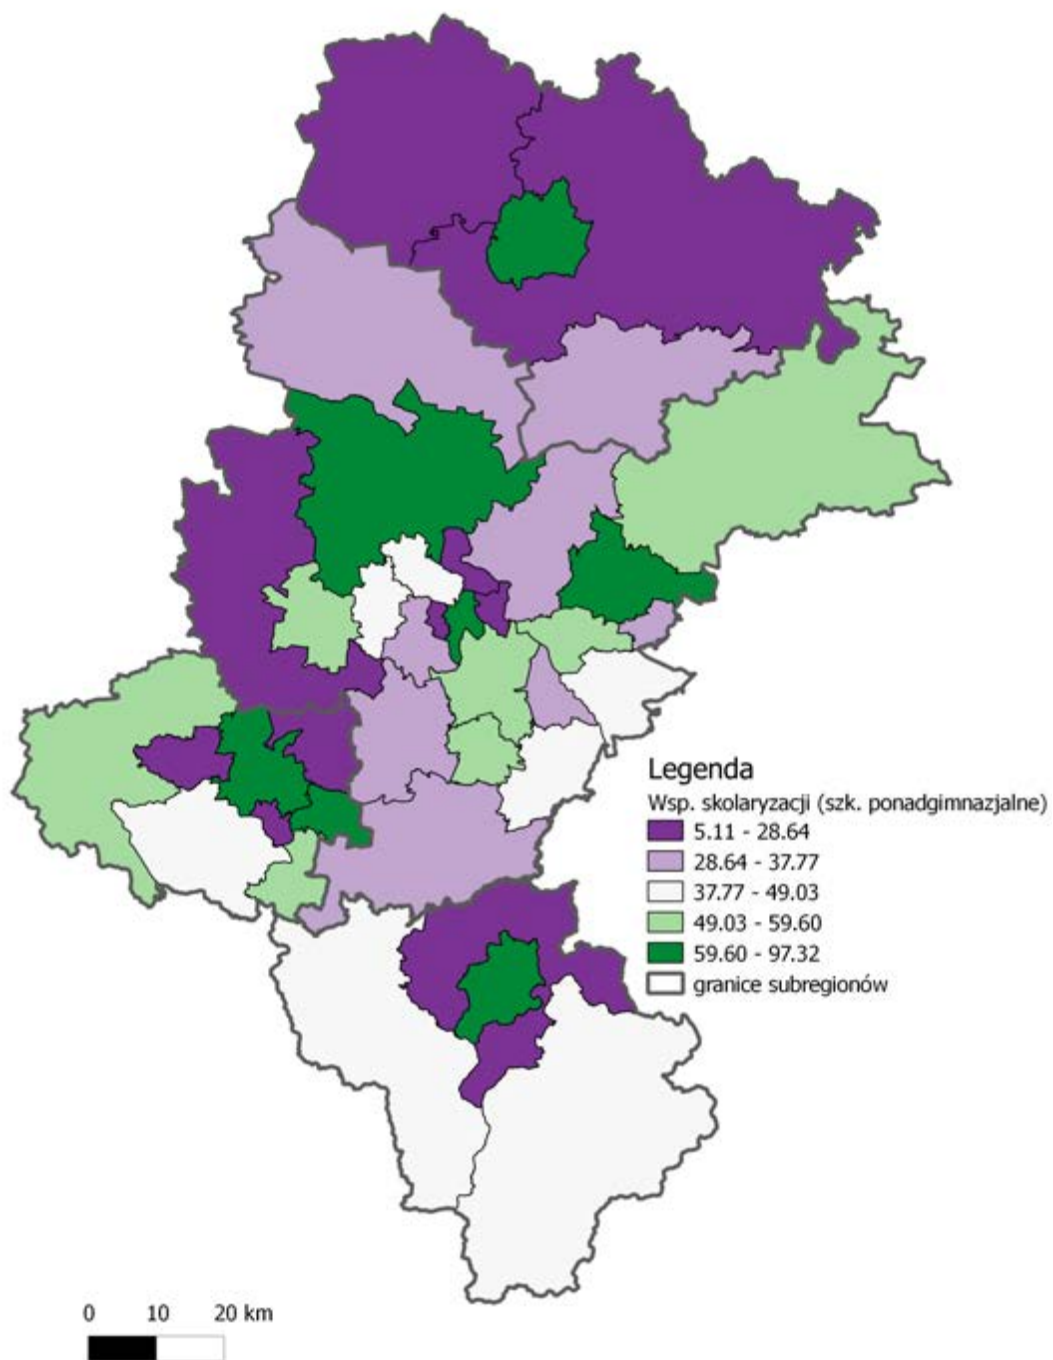 Legenda
Wsp. skolaryzacji (szk. ponadgimnazjalne)
5.11 - 28.64
28.64 - 37.77
37.77 - 49.03
49.03 - 59.60
59.60 - 97.32
granice subregionów
0 10 20 km